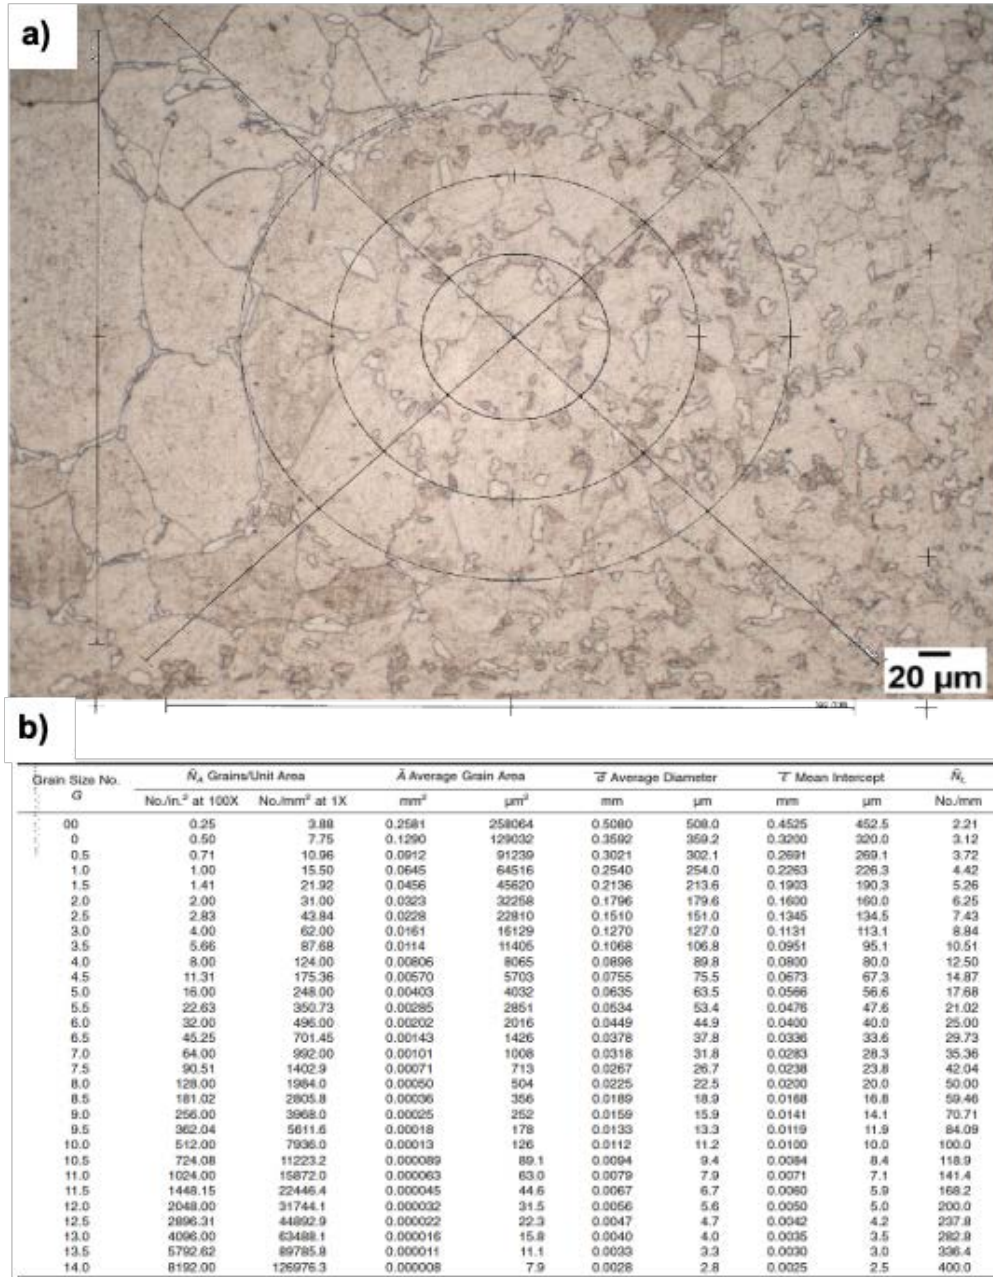 a)
20 µm
b)
Grain Size No. G N̄A Grains/Unit Area Ā Average Grain Area d̄ Average Diameter ℓ̄ Mean Intercept N̄L
No./in.² at 100X No./mm² at 1X mm² µm² mm µm mm µm No./mm
00 0.25 3.88 0.2581 258064 0.5080 508.0 0.4525 452.5 2.21
0 0.50 7.75 0.1290 129032 0.3592 359.2 0.3200 320.0 3.12
0.5 0.71 10.96 0.0912 91239 0.3021 302.1 0.2691 269.1 3.72
1.0 1.00 15.50 0.0645 64516 0.2540 254.0 0.2263 226.3 4.42
1.5 1.41 21.92 0.0456 45620 0.2136 213.6 0.1903 190.3 5.26
2.0 2.00 31.00 0.0323 32258 0.1796 179.6 0.1600 160.0 6.25
2.5 2.83 43.84 0.0228 22810 0.1510 151.0 0.1345 134.5 7.43
3.0 4.00 62.00 0.0161 16129 0.1270 127.0 0.1131 113.1 8.84
3.5 5.66 87.68 0.0114 11405 0.1068 106.8 0.0951 95.1 10.51
4.0 8.00 124.00 0.00806 8065 0.0898 89.8 0.0800 80.0 12.50
4.5 11.31 175.36 0.00570 5703 0.0755 75.5 0.0673 67.3 14.87
5.0 16.00 248.00 0.00403 4032 0.0635 63.5 0.0566 56.6 17.68
5.5 22.63 350.73 0.00285 2851 0.0534 53.4 0.0476 47.6 21.02
6.0 32.00 496.00 0.00202 2016 0.0449 44.9 0.0400 40.0 25.00
6.5 45.25 701.45 0.00143 1426 0.0378 37.8 0.0336 33.6 29.73
7.0 64.00 992.00 0.00101 1008 0.0318 31.8 0.0283 28.3 35.36
7.5 90.51 1402.9 0.00071 713 0.0267 26.7 0.0238 23.8 42.04
8.0 128.00 1984.0 0.00050 504 0.0225 22.5 0.0200 20.0 50.00
8.5 181.02 2805.8 0.00036 356 0.0189 18.9 0.0168 16.8 59.46
9.0 256.00 3968.0 0.00025 252 0.0159 15.9 0.0141 14.1 70.71
9.5 362.04 5611.6 0.00018 178 0.0133 13.3 0.0119 11.9 84.09
10.0 512.00 7936.0 0.00013 126 0.0112 11.2 0.0100 10.0 100.0
10.5 724.08 11223.2 0.000089 89.1 0.0094 9.4 0.0084 8.4 118.9
11.0 1024.00 15872.0 0.000063 63.0 0.0079 7.9 0.0071 7.1 141.4
11.5 1448.15 22446.4 0.000045 44.6 0.0067 6.7 0.0060 5.9 168.2
12.0 2048.00 31744.1 0.000032 31.5 0.0056 5.6 0.0050 5.0 200.0
12.5 2896.31 44892.9 0.000022 22.3 0.0047 4.7 0.0042 4.2 237.8
13.0 4096.00 63488.1 0.000016 15.8 0.0040 4.0 0.0035 3.5 282.8
13.5 5792.62 89785.8 0.000011 11.1 0.0033 3.3 0.0030 3.0 336.4
14.0 8192.00 126976.3 0.000008 7.9 0.0028 2.8 0.0025 2.5 400.0